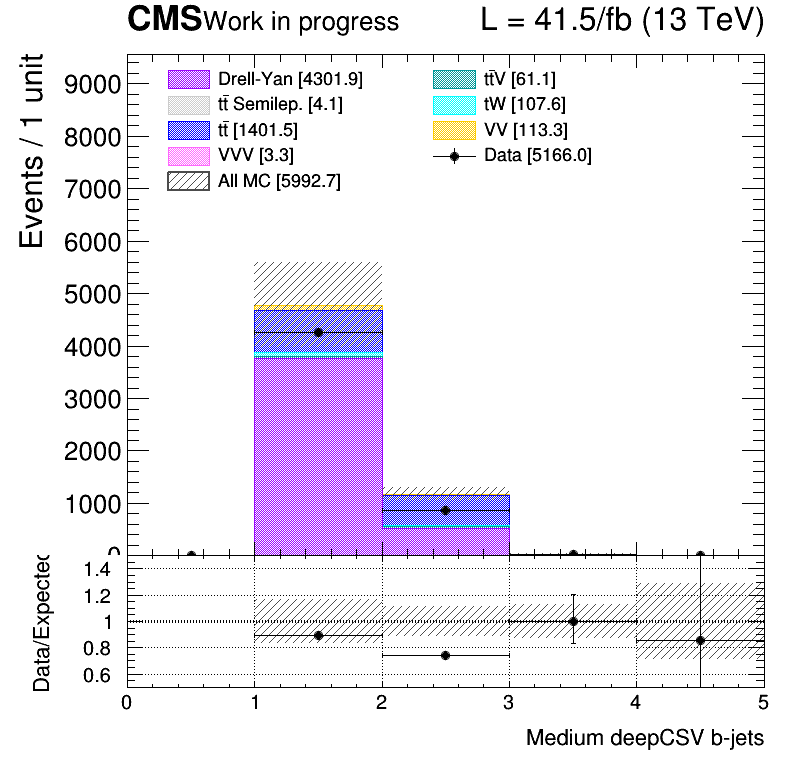 CMS Work in progress L = 41.5/fb (13 TeV)
Events / 1 unit
9000
8000
7000
6000
5000
4000
3000
2000
1000
0
Drell-Yan [4301.9]
tt̄ Semilep. [4.1]
tt̄ [1401.5]
VVV [3.3]
All MC [5992.7]
tt̄V [61.1]
tW [107.6]
VV [113.3]
Data [5166.0]
Data/Expected
1.4
1.2
1
0.8
0.6
0 1 2 3 4 5
Medium deepCSV b-jets